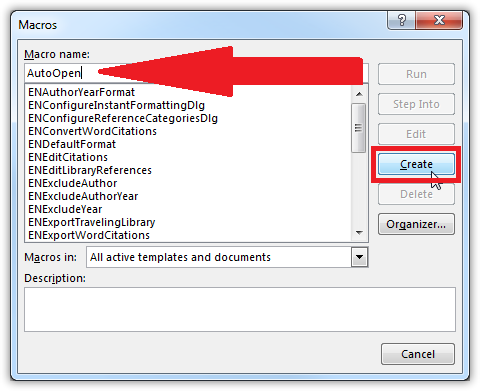 Macros
?
Macro name:
AutoOpen
Run
ENAuthorYearFormat
ENConfigureInstantFormattingDlg
ENConfigureReferenceCategoriesDlg
ENConvertWordCitations
ENDefaultFormat
ENEditCitations
ENEditLibraryReferences
ENExcludeAuthor
ENExcludeAuthorYear
ENExcludeYear
ENExportTravelingLibrary
ENExportWordCitations
Step Into
Edit
Create
Delete
Organizer...
Macros in: All active templates and documents
Description:
Cancel